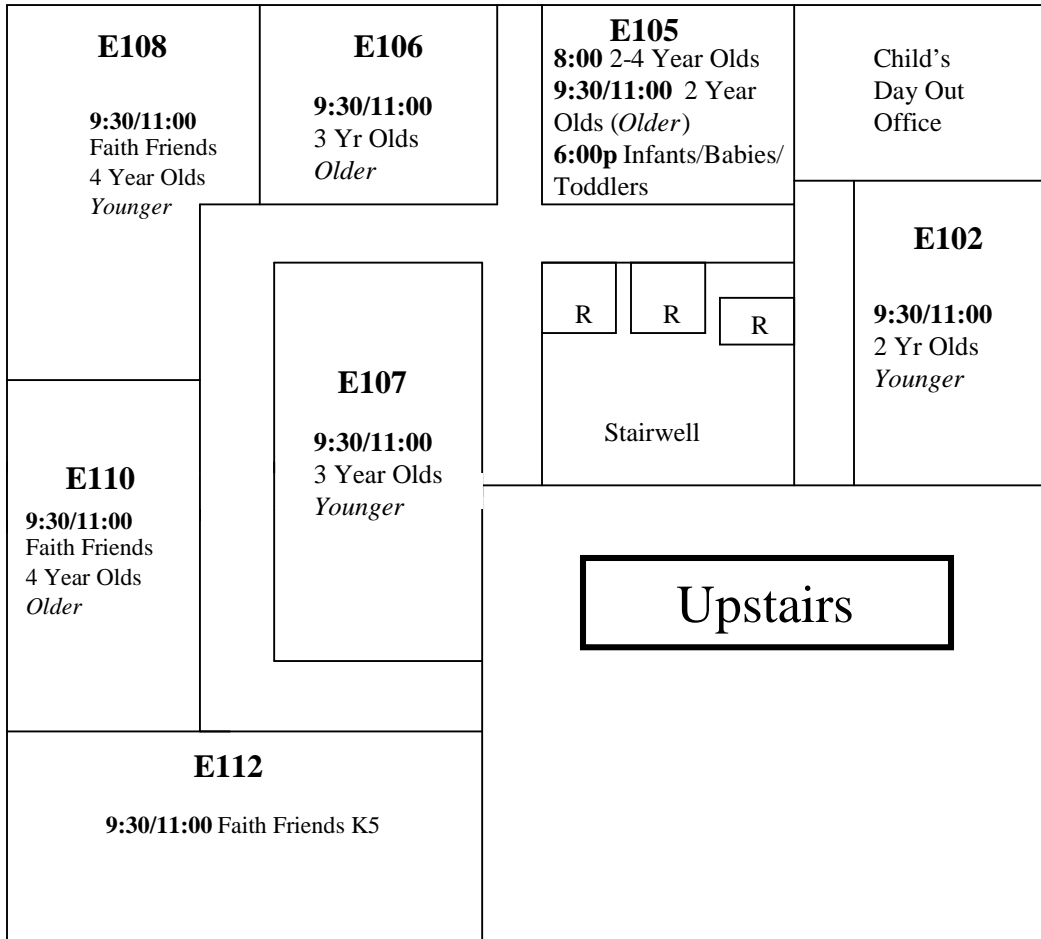 E108
9:30/11:00
Faith Friends
4 Year Olds
Younger
E106
9:30/11:00
3 Yr Olds
Older
E105
8:00 2-4 Year Olds
9:30/11:00 2 Year
Olds (Older)
6:00p Infants/Babies/
Toddlers
Child's
Day Out
Office
E102
9:30/11:00
2 Yr Olds
Younger
R
R
R
Stairwell
E107
9:30/11:00
3 Year Olds
Younger
E110
9:30/11:00
Faith Friends
4 Year Olds
Older
Upstairs
E112
9:30/11:00 Faith Friends K5